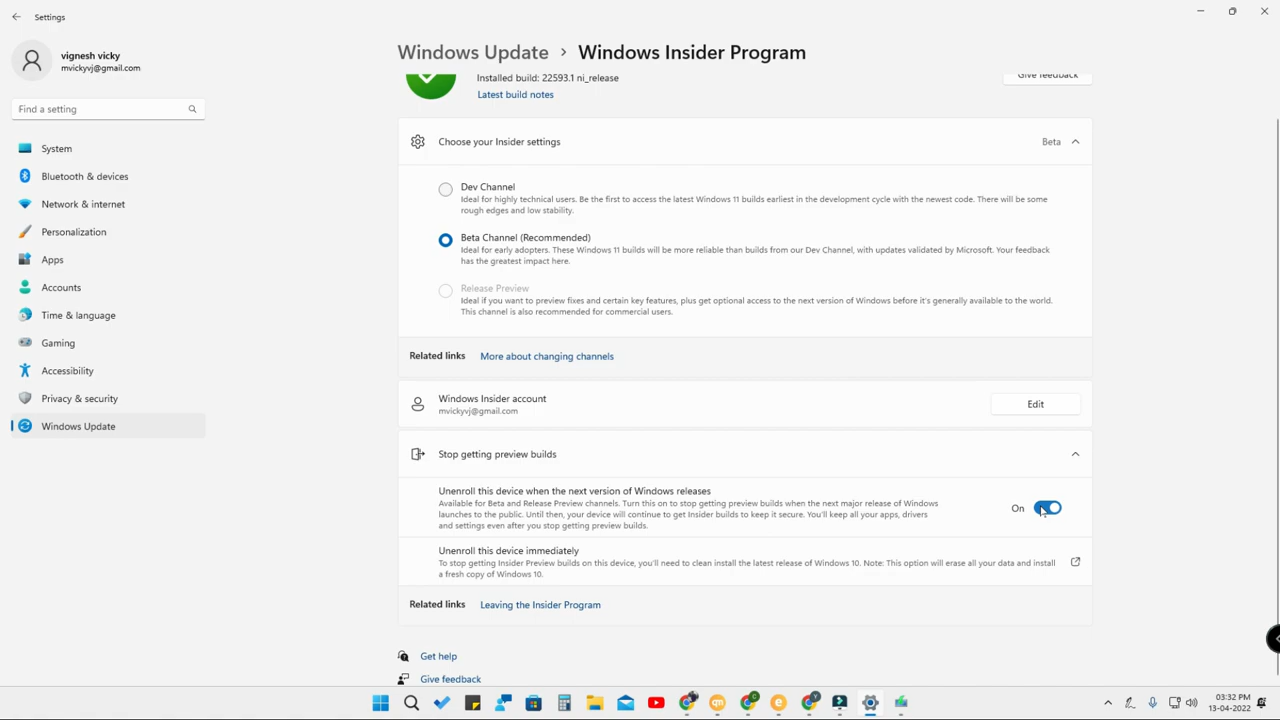 Settings
vignesh vicky
mvickyvj@gmail.com
Find a setting
System
Bluetooth & devices
Network & internet
Personalization
Apps
Accounts
Time & language
Gaming
Accessibility
Privacy & security
Windows Update
Windows Update > Windows Insider Program
Installed build: 22593.1 ni_release
Latest build notes
Give feedback
Choose your Insider settings
Beta
Dev Channel
Ideal for highly technical users. Be the first to access the latest Windows 11 builds earliest in the development cycle with the newest code. There will be some
rough edges and low stability.
Beta Channel (Recommended)
Ideal for early adopters. These Windows 11 builds will be more reliable than builds from our Dev Channel, with updates validated by Microsoft. Your feedback
has the greatest impact here.
Release Preview
Ideal if you want to preview fixes and certain key features, plus get optional access to the next version of Windows before it's generally available to the world.
This channel is also recommended for commercial users.
Related links More about changing channels
Windows Insider account
mvickyvj@gmail.com
Edit
Stop getting preview builds
Unenroll this device when the next version of Windows releases
Available for Beta and Release Preview channels. Turn this on to stop getting preview builds when the next major release of Windows
launches to the public. Until then, your device will continue to get Insider builds to keep it secure. You'll keep all your apps, drivers
and settings even after you stop getting preview builds.
On
Unenroll this device immediately
To stop getting Insider Preview builds on this device, you'll need to clean install the latest release of Windows 10. Note: This option will erase all your data and install
a fresh copy of Windows 10.
Related links Leaving the Insider Program
Get help
Give feedback
03:32 PM
13-04-2022